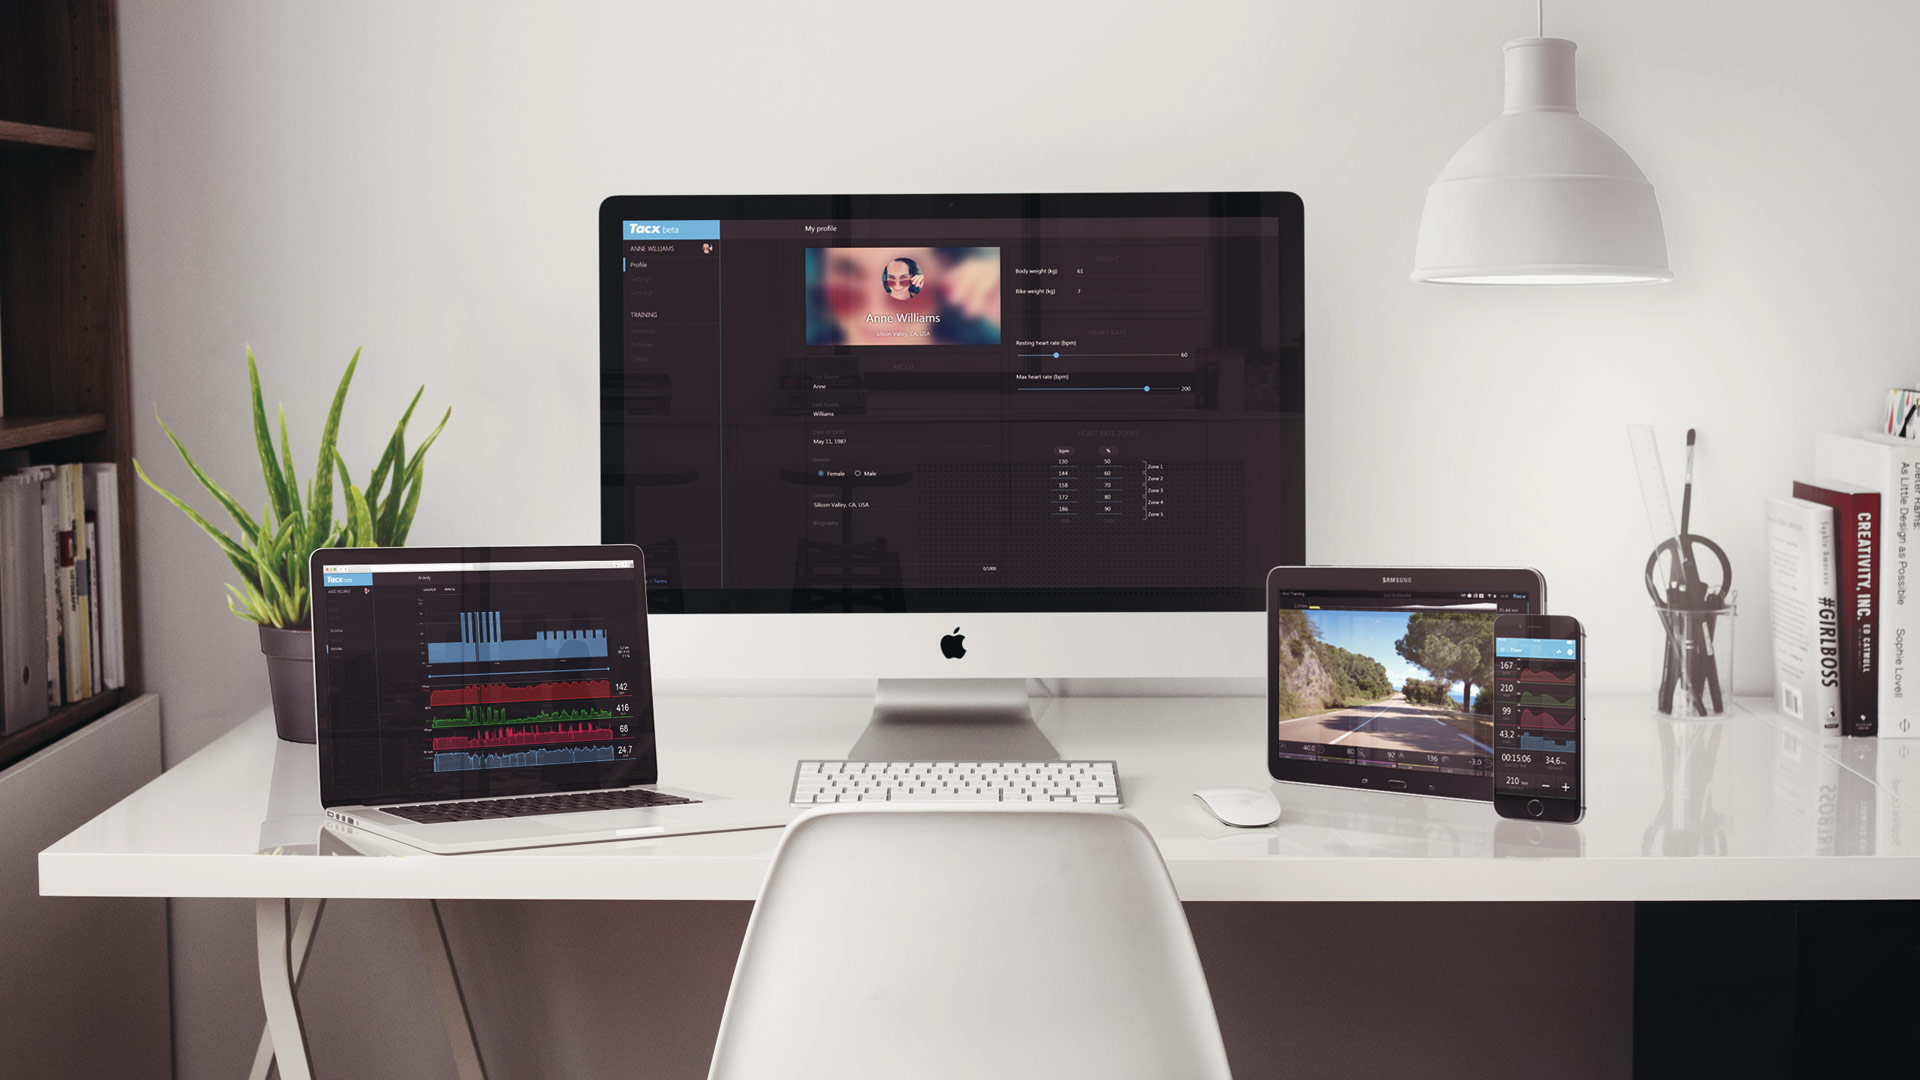 Tacx beta
ANNE WILLIAMS
Profile
Settings
Sign out
TRAINING
Workouts
Activities
Create
Terms
My profile
Anne Williams
Silicon Valley, CA, USA
ABOUT
First Name
Anne
Last Name
Williams
Date of birth
May 11, 1987
Gender
Female Male
Location
Silicon Valley, CA, USA
Biography
0/1000
WEIGHT
Body weight (kg) 61
Bike weight (kg) 7
HEART RATE
Resting heart rate (bpm)
60
Max heart rate (bpm)
200
HEART RATE ZONES
bpm %
130 50
Zone 1
144 60
Zone 2
158 70
Zone 3
172 80
Zone 4
186 90
Zone 5
Tacx beta
Activity
142
416
68
24.7
SAMSUNG
Tacx
40.0 80 92 136 -3,0
Power
167
210
99
43,2
00:15:06 34,6
210
− +
#GIRLBOSS
CREATIVITY, INC. ED CATMULL
As Little Design as Possible Sophie Lovell